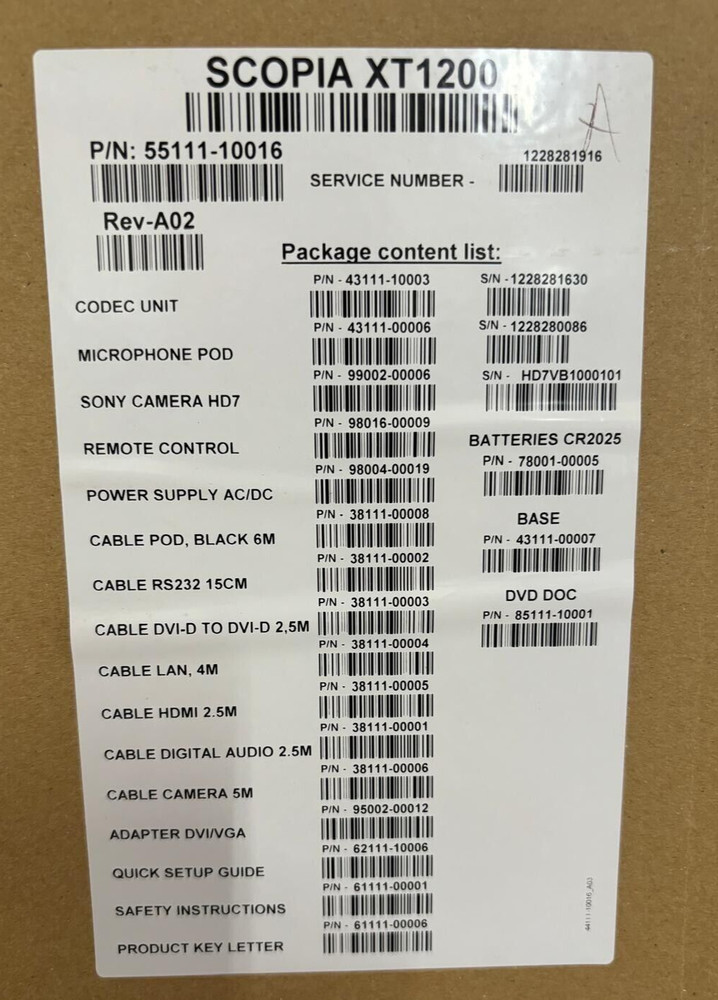 SCOPIA XT1200
P/N: 55111-10016
1228281916
SERVICE NUMBER -
Rev-A02
Package content list:
P/N - 43111-10003 S/N -1228281630
CODEC UNIT
P/N - 43111-00006 S/N - 1228280086
MICROPHONE POD
P/N - 99002-00006 S/N - HD7VB1000101
SONY CAMERA HD7
P/N - 98016-00009
REMOTE CONTROL
BATTERIES CR2025
P/N - 98004-00019 P/N - 78001-00005
POWER SUPPLY AC/DC
P/N - 38111-00008
BASE
CABLE POD, BLACK 6M
P/N - 43111-00007
P/N - 38111-00002
CABLE RS232 15CM
DVD DOC
P/N - 38111-00003 P/N - 85111-10001
CABLE DVI-D TO DVI-D 2,5M
P/N - 38111-00004
CABLE LAN, 4M
P/N - 38111-00005
CABLE HDMI 2.5M
P/N - 38111-00001
CABLE DIGITAL AUDIO 2.5M
P/N - 38111-00006
CABLE CAMERA 5M
P/N - 95002-00012
ADAPTER DVI/VGA
P/N - 62111-10006
QUICK SETUP GUIDE
P/N - 61111-00001
SAFETY INSTRUCTIONS
P/N - 61111-00006
PRODUCT KEY LETTER
44111-10016_A03